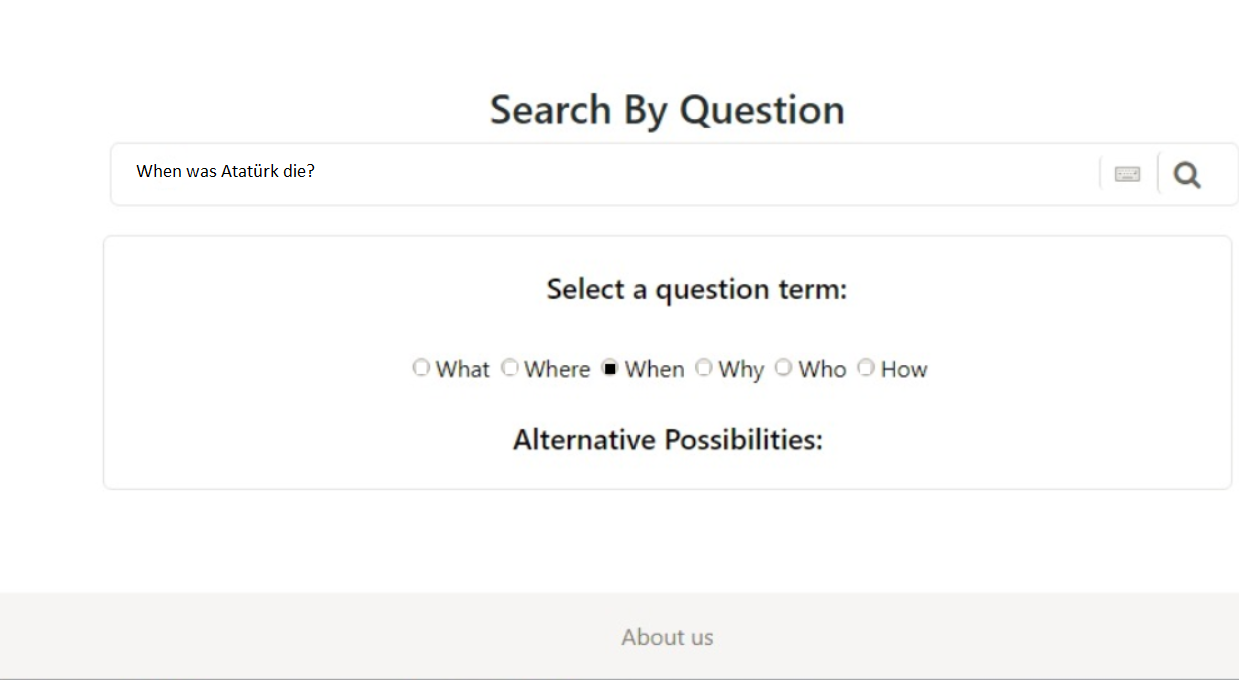 Search By Question
When was Atatürk die?
Select a question term:
What Where When Why Who How
Alternative Possibilities:
About us